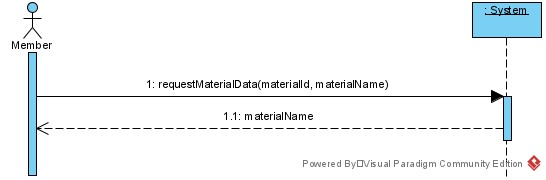 : System
Member
1: requestMaterialData(materialId, materialName)
1.1: materialName
Powered By Visual Paradigm Community Edition